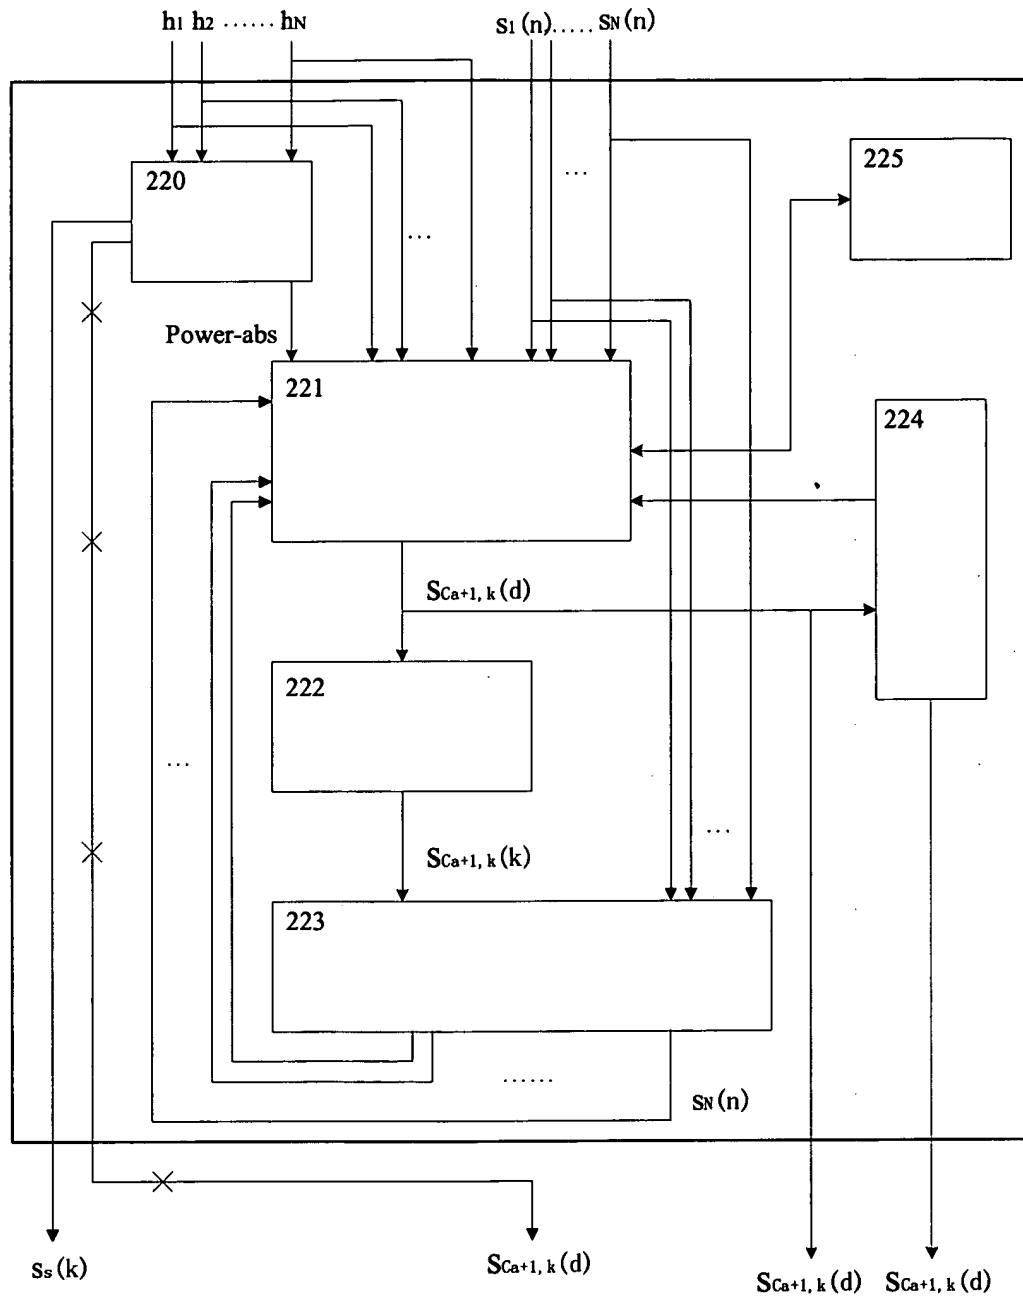 h1 h2 ...... hN
s1(n)...... sN(n)
...
225
220
...
Power-abs
221
224
SCa+1, k(d)
222
...
...
SCa+1, k(k)
223
......
sN(n)
ss(k)
SCa+1, k(d)
SCa+1, k(d)
SCa+1, k(d)